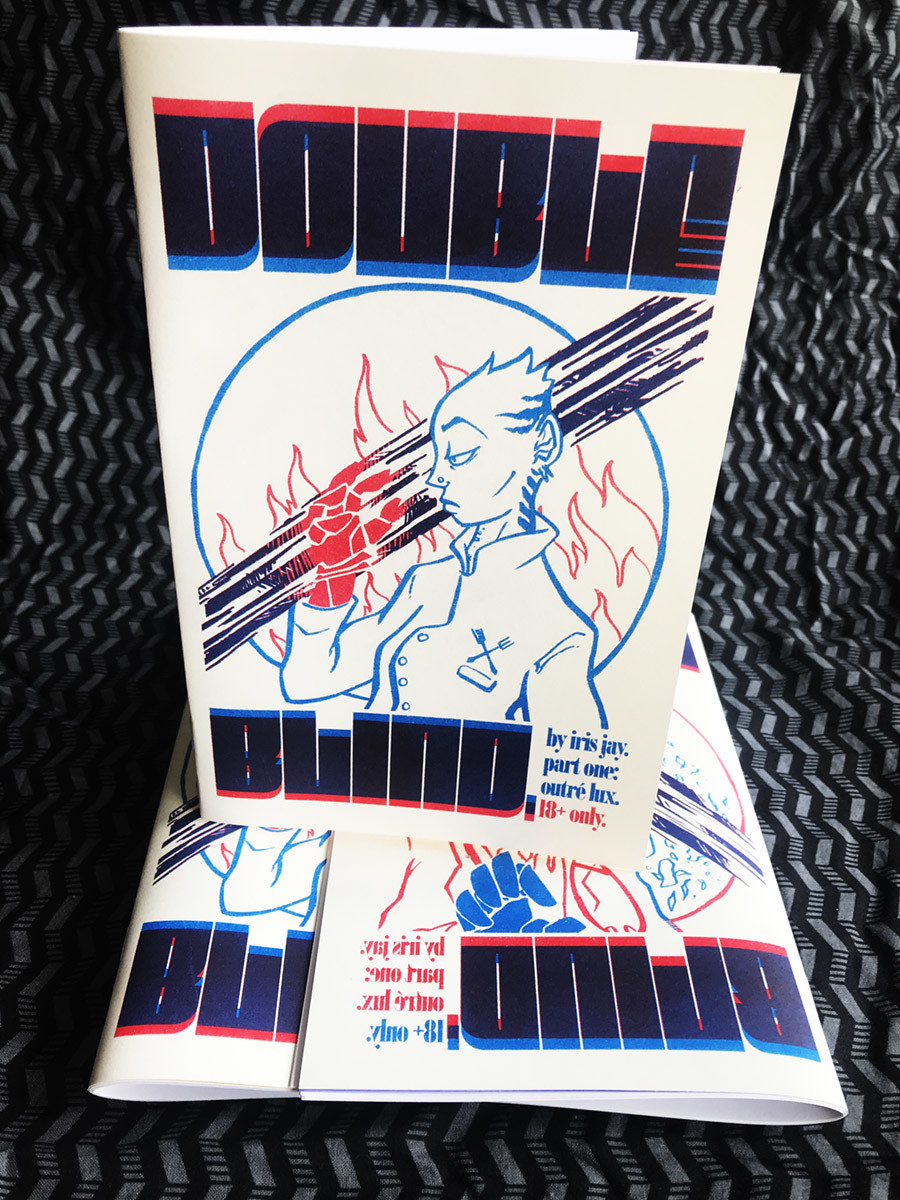 DOUBLE
BLIND.
by iris jay.
part one:
outré lux.
18+ only.
BLI
by iris jay.
part one:
outré lux.
18+ only.
BLIND.